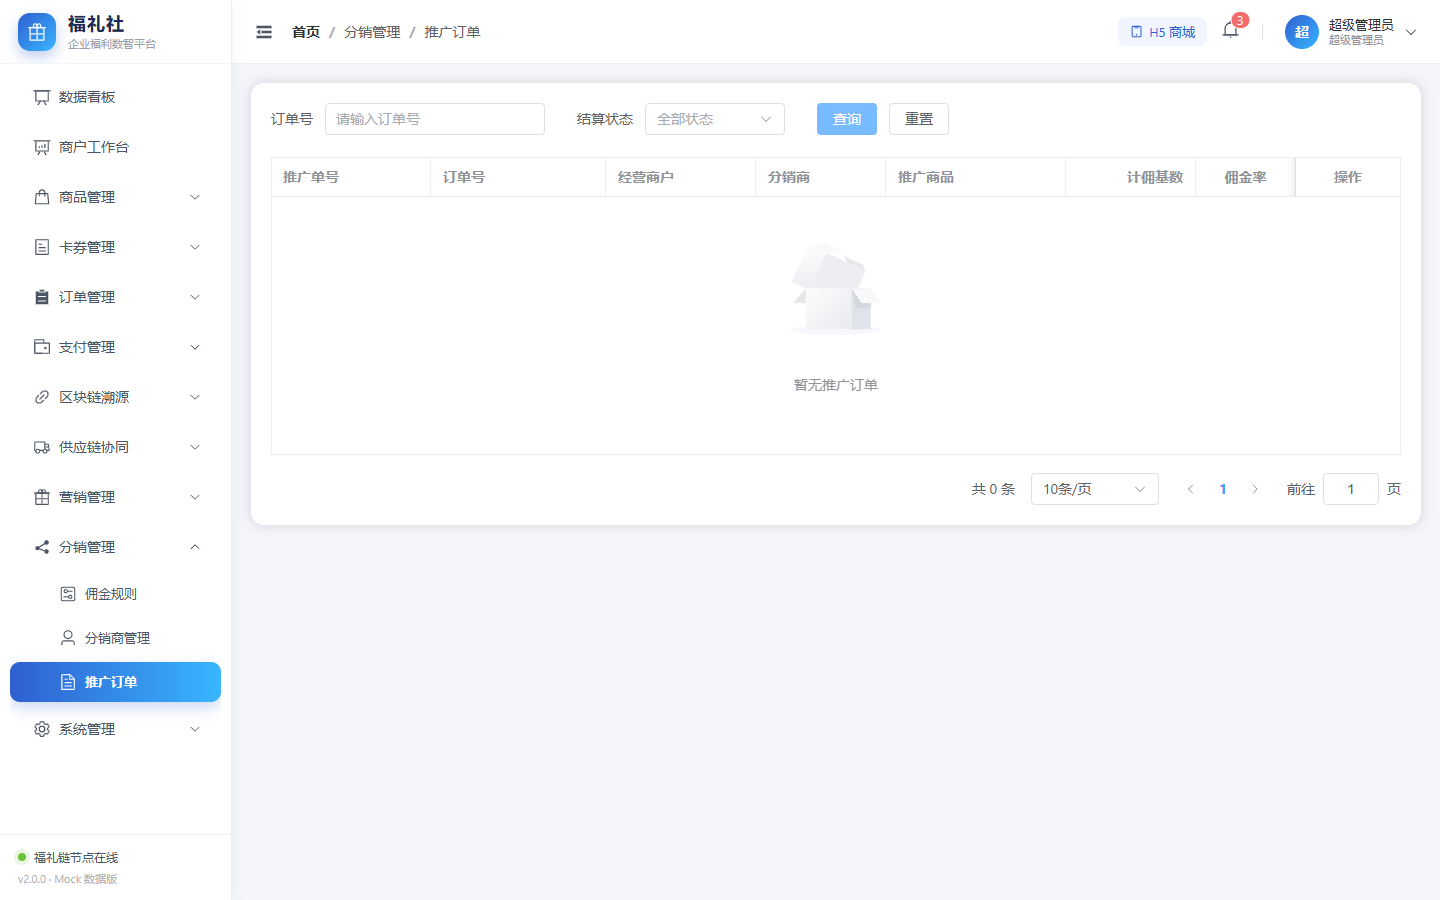 福礼社
企业福利数智平台
首页 / 分销管理 / 推广订单
H5 商城
3
超
超级管理员
超级管理员
数据看板
商户工作台
商品管理
卡券管理
订单管理
支付管理
区块链溯源
供应链协同
营销管理
分销管理
佣金规则
分销商管理
推广订单
系统管理
福礼链节点在线
v2.0.0 · Mock 数据版
订单号 请输入订单号 结算状态 全部状态 查询 重置
推广单号 订单号 经营商户 分销商 推广商品 计佣基数 佣金率 操作
暂无推广订单
共 0 条 10条/页 1 前往 1 页